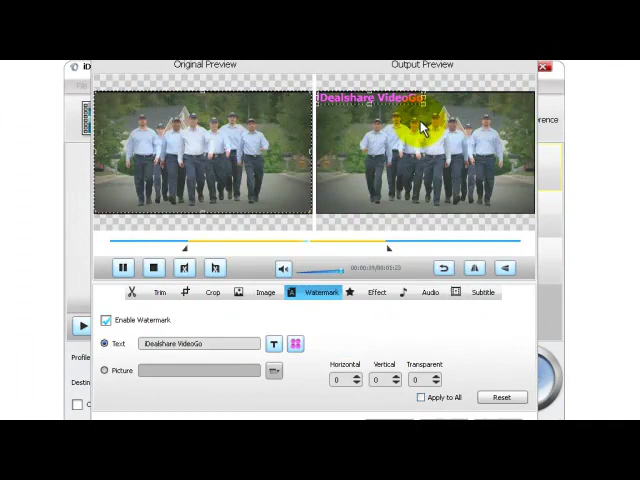 Original Preview
Output Preview
iDealshare VideoGo
00:00:39/00:01:23
Trim
Crop
Image
Watermark
Effect
Audio
Subtitle
Enable Watermark
Text
iDealshare VideoGo
Picture
Horizontal
Vertical
Transparent
0
0
0
Apply to All
Reset
Profile
Destin